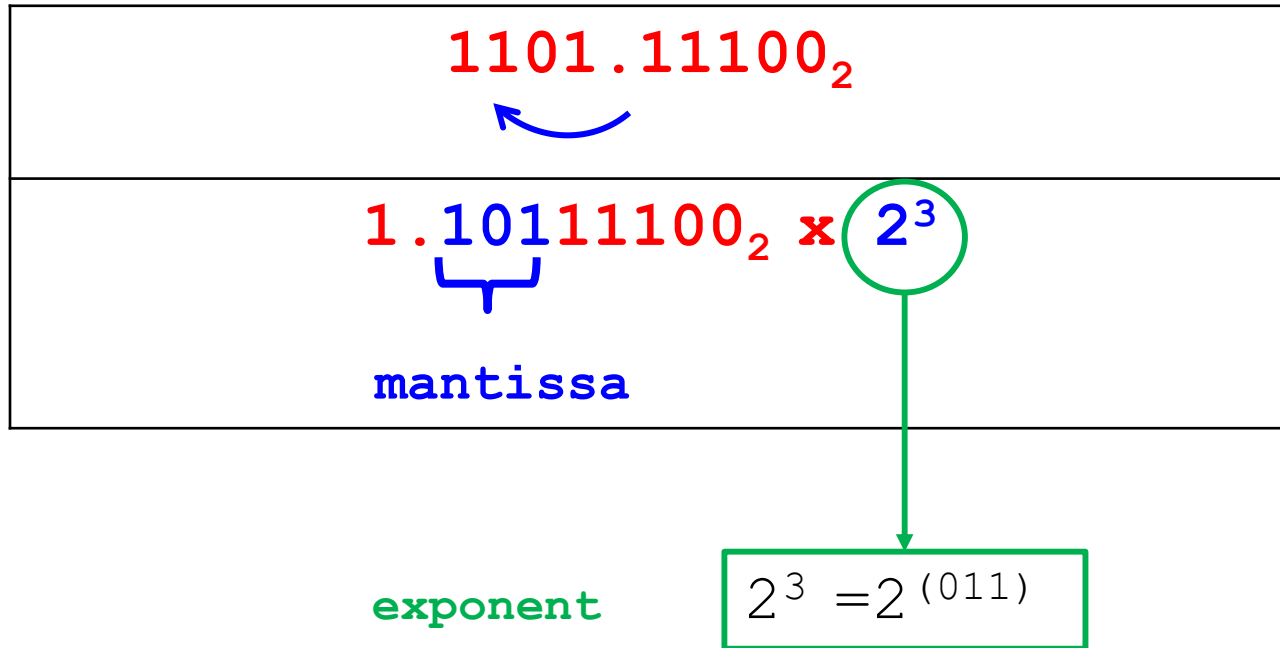 1101.11100₂
1.10111100₂ x 2³
mantissa
exponent 2³ =2⁽⁰¹¹⁾